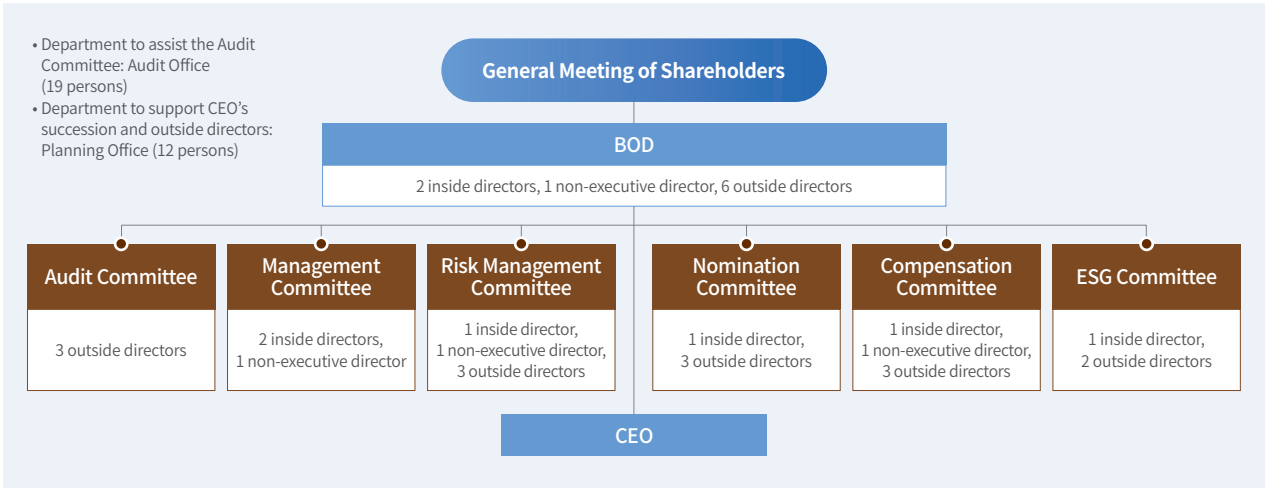 • Department to assist the Audit
Committee: Audit Office
(19 persons)
• Department to support CEO's
succession and outside directors:
Planning Office (12 persons)
General Meeting of Shareholders
BOD
2 inside directors, 1 non-executive director, 6 outside directors
Audit Committee
3 outside directors
Management
Committee
2 inside directors,
1 non-executive director
Risk Management
Committee
1 inside director,
1 non-executive director,
3 outside directors
Nomination
Committee
1 inside director,
3 outside directors
Compensation
Committee
1 inside director,
1 non-executive director,
3 outside directors
ESG Committee
1 inside director,
2 outside directors
CEO